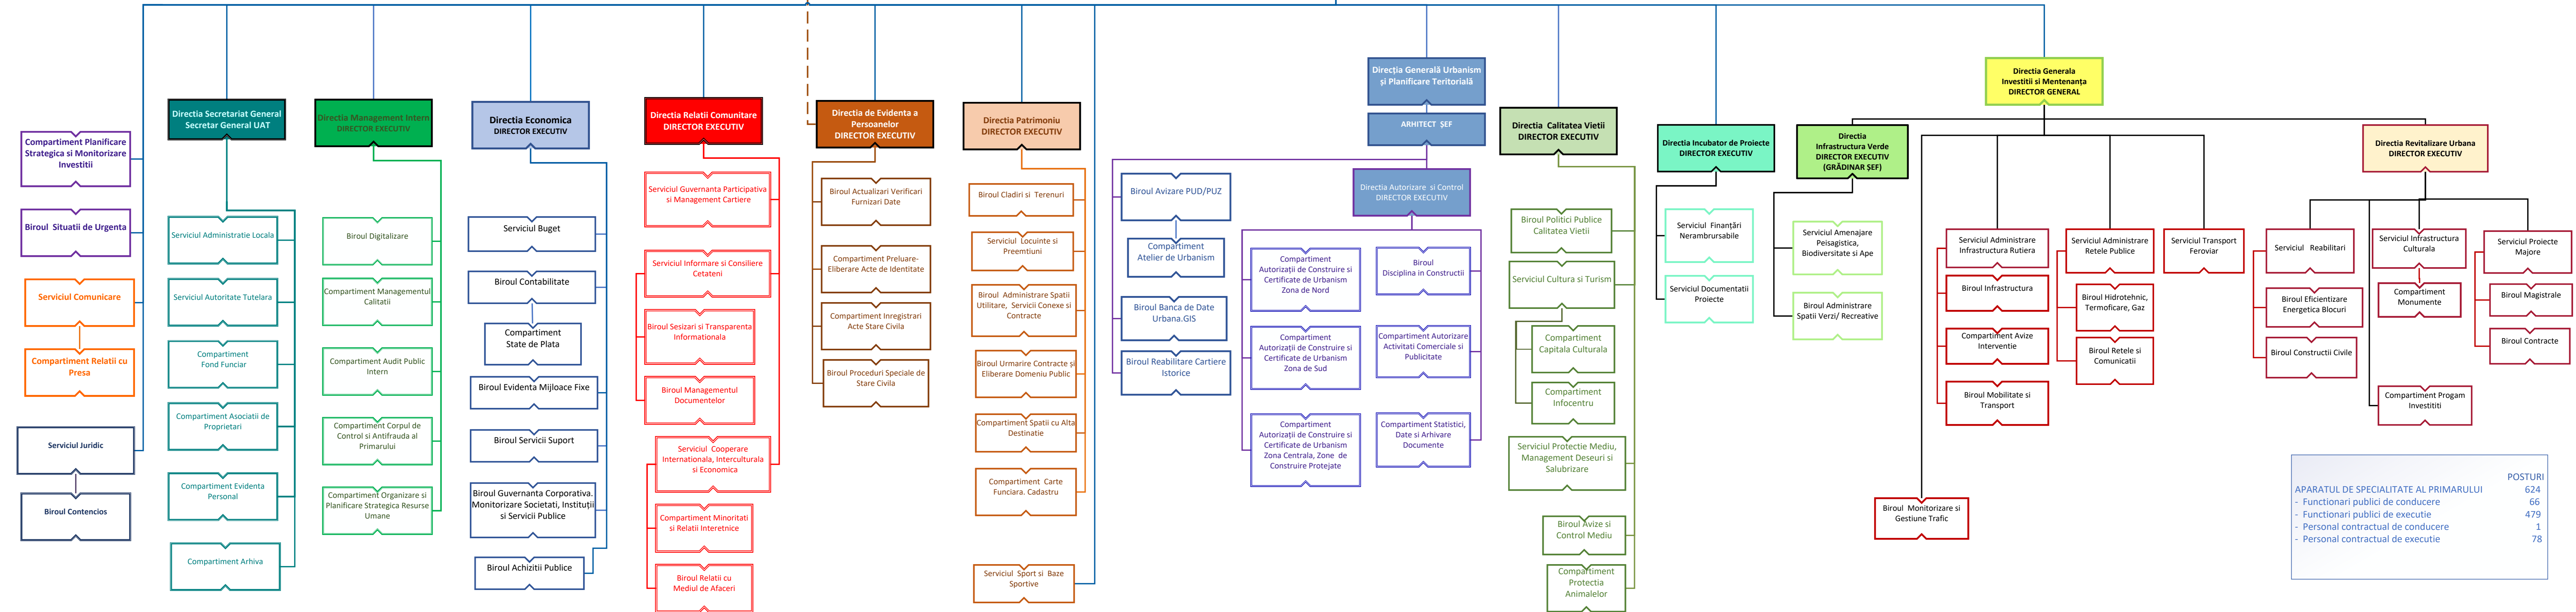 Compartiment Planificare
Strategica si Monitorizare
Investitii
Biroul Situatii de Urgenta
Serviciul Comunicare
Compartiment Relatii cu
Presa
Serviciul Juridic
Biroul Contencios
Directia Secretariat General
Secretar General UAT
Serviciul Administratie Locala
Serviciul Autoritate Tutelara
Compartiment
Fond Funciar
Compartiment Asociatii de
Proprietari
Compartiment Evidenta
Personal
Compartiment Arhiva
Directia Management Intern
DIRECTOR EXECUTIV
Biroul Digitalizare
Compartiment Managementul
Calitatii
Compartiment Audit Public
Intern
Compartiment Corpul de
Control si Antifrauda al
Primarului
Compartiment Organizare si
Planificare Strategica Resurse
Umane
Directia Economica
DIRECTOR EXECUTIV
Serviciul Buget
Biroul Contabilitate
Compartiment
State de Plata
Biroul Evidenta Mijloace Fixe
Biroul Servicii Suport
Biroul Guvernanta Corporativa.
Monitorizare Societati, Instituții
si Servicii Publice
Biroul Achizitii Publice
Directia Relatii Comunitare
DIRECTOR EXECUTIV
Serviciul Guvernanta Participativa
si Management Cartiere
Serviciul Informare si Consiliere
Cetateni
Biroul Sesizari si Transparenta
Informationala
Biroul Managementul
Documentelor
Serviciul Cooperare
Internationala, Interculturala
si Economica
Compartiment Minoritati
si Relatii Interetnice
Biroul Relatii cu
Mediul de Afaceri
Directia de Evidenta a
Persoanelor
DIRECTOR EXECUTIV
Biroul Actualizari Verificari
Furnizari Date
Compartiment Preluare-
Eliberare Acte de Identitate
Compartiment Inregistrari
Acte Stare Civila
Biroul Proceduri Speciale de
Stare Civila
Directia Patrimoniu
DIRECTOR EXECUTIV
Biroul Cladiri si Terenuri
Serviciul Locuinte si
Preemtiuni
Biroul Administrare Spatii
Utilitare, Servicii Conexe si
Contracte
Biroul Urmarire Contracte și
Eliberare Domeniu Public
Compartiment Spatii cu Alta
Destinatie
Compartiment Carte
Funciara. Cadastru
Serviciul Sport si Baze
Sportive
Direcția Generală Urbanism
și Planificare Teritorială
ARHITECT ȘEF
Biroul Avizare PUD/PUZ
Compartiment
Atelier de Urbanism
Biroul Banca de Date
Urbana.GIS
Biroul Reabilitare Cartiere
Istorice
Directia Autorizare si Control
DIRECTOR EXECUTIV
Compartiment
Autorizații de Construire si
Certificate de Urbanism
Zona de Nord
Compartiment
Autorizații de Construire si
Certificate de Urbanism
Zona de Sud
Compartiment
Autorizații de Construire si
Certificate de Urbanism
Zona Centrala, Zone de
Construire Protejate
Biroul
Disciplina in Constructii
Compartiment Autorizare
Activitati Comerciale si
Publicitate
Compartiment Statistici,
Date si Arhivare
Documente
Directia Calitatea Vietii
DIRECTOR EXECUTIV
Biroul Politici Publice
Calitatea Vietii
Serviciul Cultura si Turism
Compartiment
Capitala Culturala
Compartiment
Infocentru
Serviciul Protectie Mediu,
Management Deseuri si
Salubrizare
Biroul Avize si
Control Mediu
Compartiment
Protectia
Animalelor
Directia Incubator de Proiecte
DIRECTOR EXECUTIV
Serviciul Finanțări
Nerambrursabile
Serviciul Documentatii
Proiecte
Directia Generala
Investitii si Mentenanța
DIRECTOR GENERAL
Directia
Infrastructura Verde
DIRECTOR EXECUTIV
(GRĂDINAR ȘEF)
Serviciul Amenajare
Peisagistica,
Biodiversitate si Ape
Biroul Administrare
Spatii Verzi/ Recreative
Biroul Monitorizare si
Gestiune Trafic
Serviciul Administrare
Infrastructura Rutiera
Biroul Infrastructura
Compartiment Avize
Interventie
Biroul Mobilitate si
Transport
Serviciul Administrare
Retele Publice
Biroul Hidrotehnic,
Termoficare, Gaz
Biroul Retele si
Comunicatii
Serviciul Transport
Feroviar
Directia Revitalizare Urbana
DIRECTOR EXECUTIV
Serviciul Reabilitari
Biroul Eficientizare
Energetica Blocuri
Biroul Constructii Civile
Serviciul Infrastructura
Culturala
Compartiment
Monumente
Compartiment Progam
Investititi
Serviciul Proiecte
Majore
Biroul Magistrale
Biroul Contracte
POSTURI
APARATUL DE SPECIALITATE AL PRIMARULUI 624
- Functionari publici de conducere 66
- Functionari publici de executie 479
- Personal contractual de conducere 1
- Personal contractual de executie 78